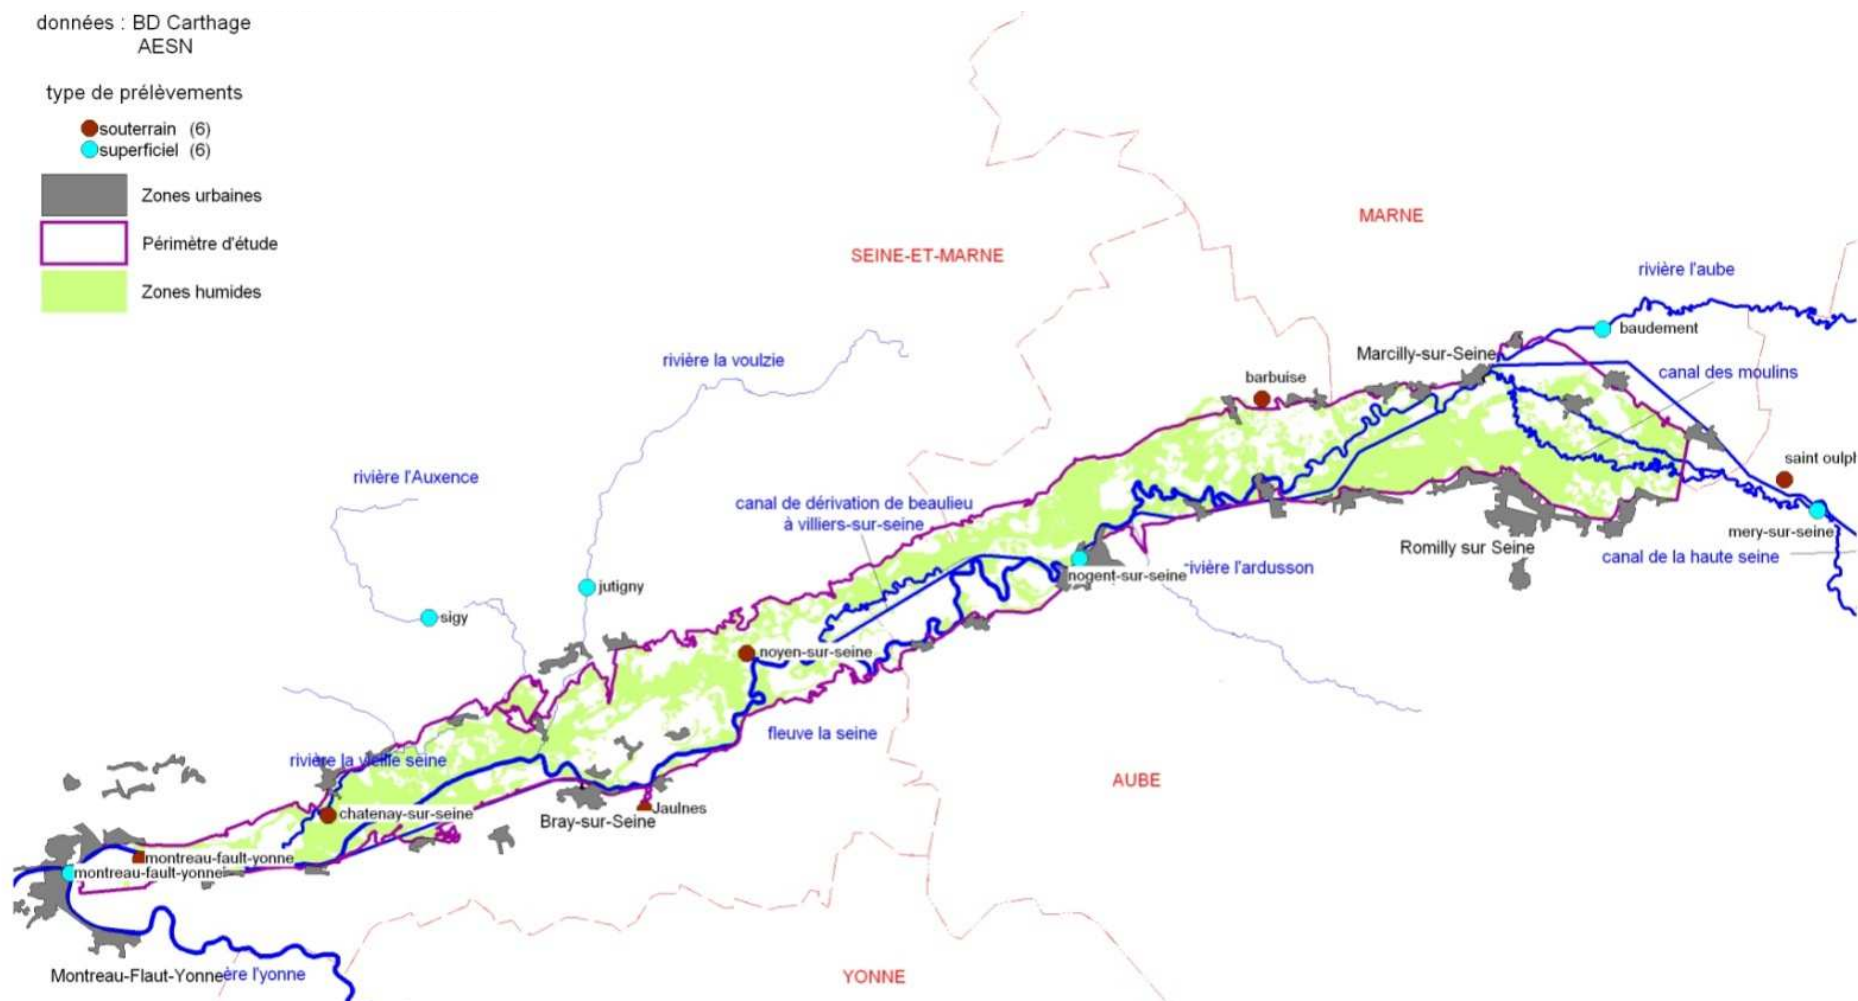 données : BD Carthage
AESN
type de prélèvements
souterrain (6)
superficiel (6)
Zones urbaines
Périmètre d'étude
Zones humides
MARNE
SEINE-ET-MARNE
rivière l'aube
baudement
rivière la voulzie
Marcilly-sur-Seine
canal des moulins
barbuise
saint oulph
rivière l'Auxence
canal de dérivation de beaulieu
à villiers-sur-seine
mery-sur-seine
Romilly sur Seine
canal de la haute seine
rivière l'ardusson
nogent-sur-seine
jutigny
sigy
noyen-sur-seine
fleuve la seine
rivière la vieille seine
AUBE
chatenay-sur-seine
Jaulnes
Bray-sur-Seine
montreau-fault-yonne
montreau-fault-yonne
Montreau-Flaut-Yonne
ère l'yonne
YONNE